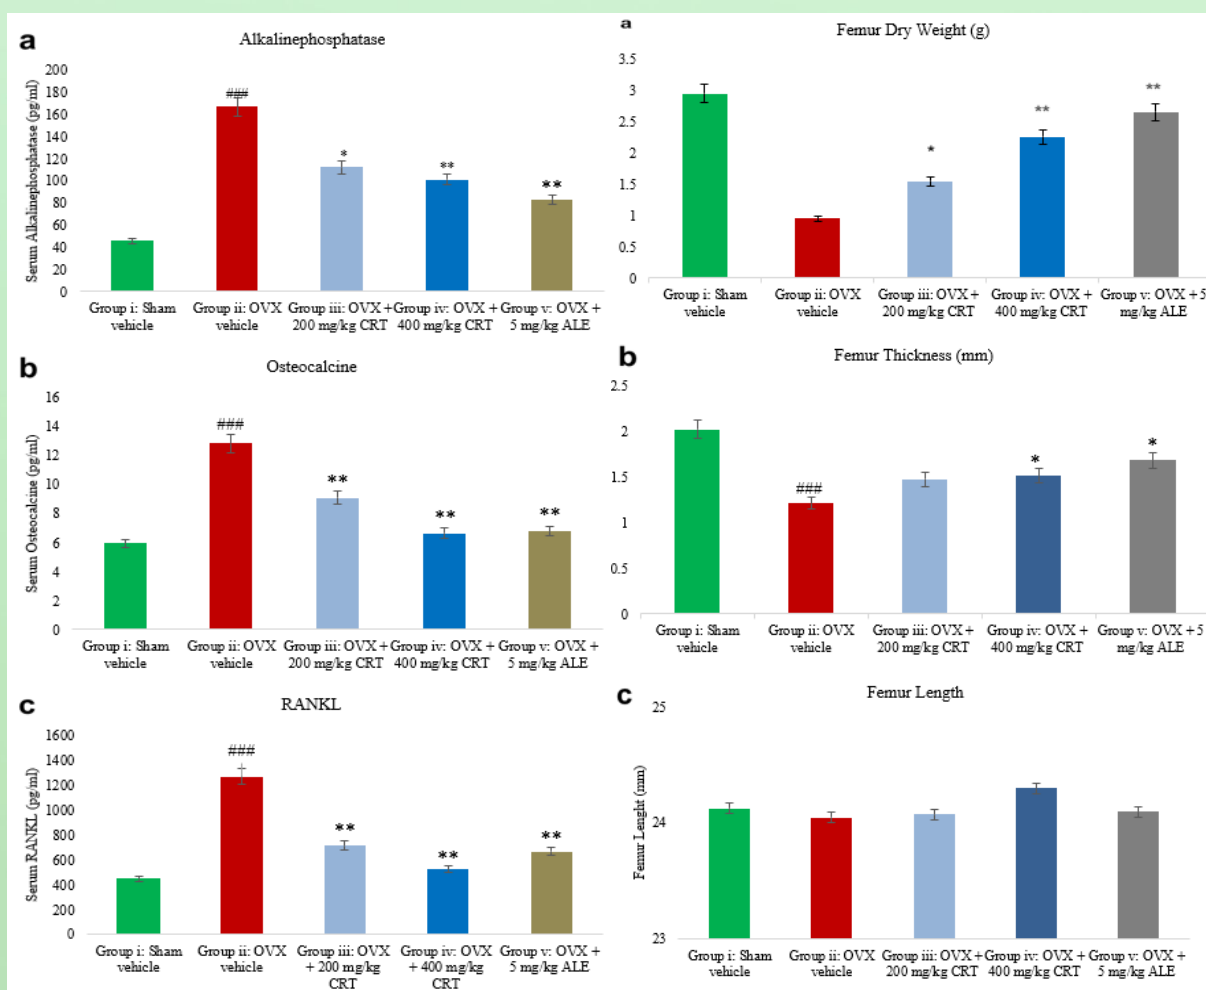 a
Alkalinephosphatase
Serum Alkalinephosphatase (pg/ml)
200
180
160
140
120
100
80
60
40
20
0
###
*
**
**
Group i: Sham
vehicle
Group ii: OVX
vehicle
Group iii: OVX +
200 mg/kg CRT
Group iv: OVX +
400 mg/kg CRT
Group v: OVX +
5 mg/kg ALE
b
Osteocalcine
Serum Osteocalcine (pg/ml)
16
14
12
10
8
6
4
2
0
###
**
**
**
Group i: Sham
vehicle
Group ii: OVX
vehicle
Group iii: OVX +
200 mg/kg CRT
Group iv: OVX +
400 mg/kg CRT
Group v: OVX +
5 mg/kg ALE
c
RANKL
Serum RANKL (pg/ml)
1600
1400
1200
1000
800
600
400
200
0
###
**
**
**
Group i: Sham
vehicle
Group ii: OVX
vehicle
Group iii: OVX
+ 200 mg/kg
CRT
Group iv: OVX
+ 400 mg/kg
CRT
Group v: OVX +
5 mg/kg ALE
a
Femur Dry Weight (g)
3.5
3
2.5
2
1.5
1
0.5
0
*
**
**
Group i: Sham
vehicle
Group ii: OVX
vehicle
Group iii: OVX +
200 mg/kg CRT
Group iv: OVX +
400 mg/kg CRT
Group v: OVX + 5
mg/kg ALE
b
Femur Thickness (mm)
2.5
2
1.5
1
0.5
0
###
*
*
Group i: Sham
vehicle
Group ii: OVX
vehicle
Group iii: OVX +
200 mg/kg CRT
Group iv: OVX +
400 mg/kg CRT
Group v: OVX + 5
mg/kg ALE
c
Femur Length
Femur Lenght (mm)
25
24
23
Group i: Sham
vehicle
Group ii: OVX
vehicle
Group iii: OVX +
200 mg/kg CRT
Group iv: OVX +
400 mg/kg CRT
Group v: OVX +
5 mg/kg ALE